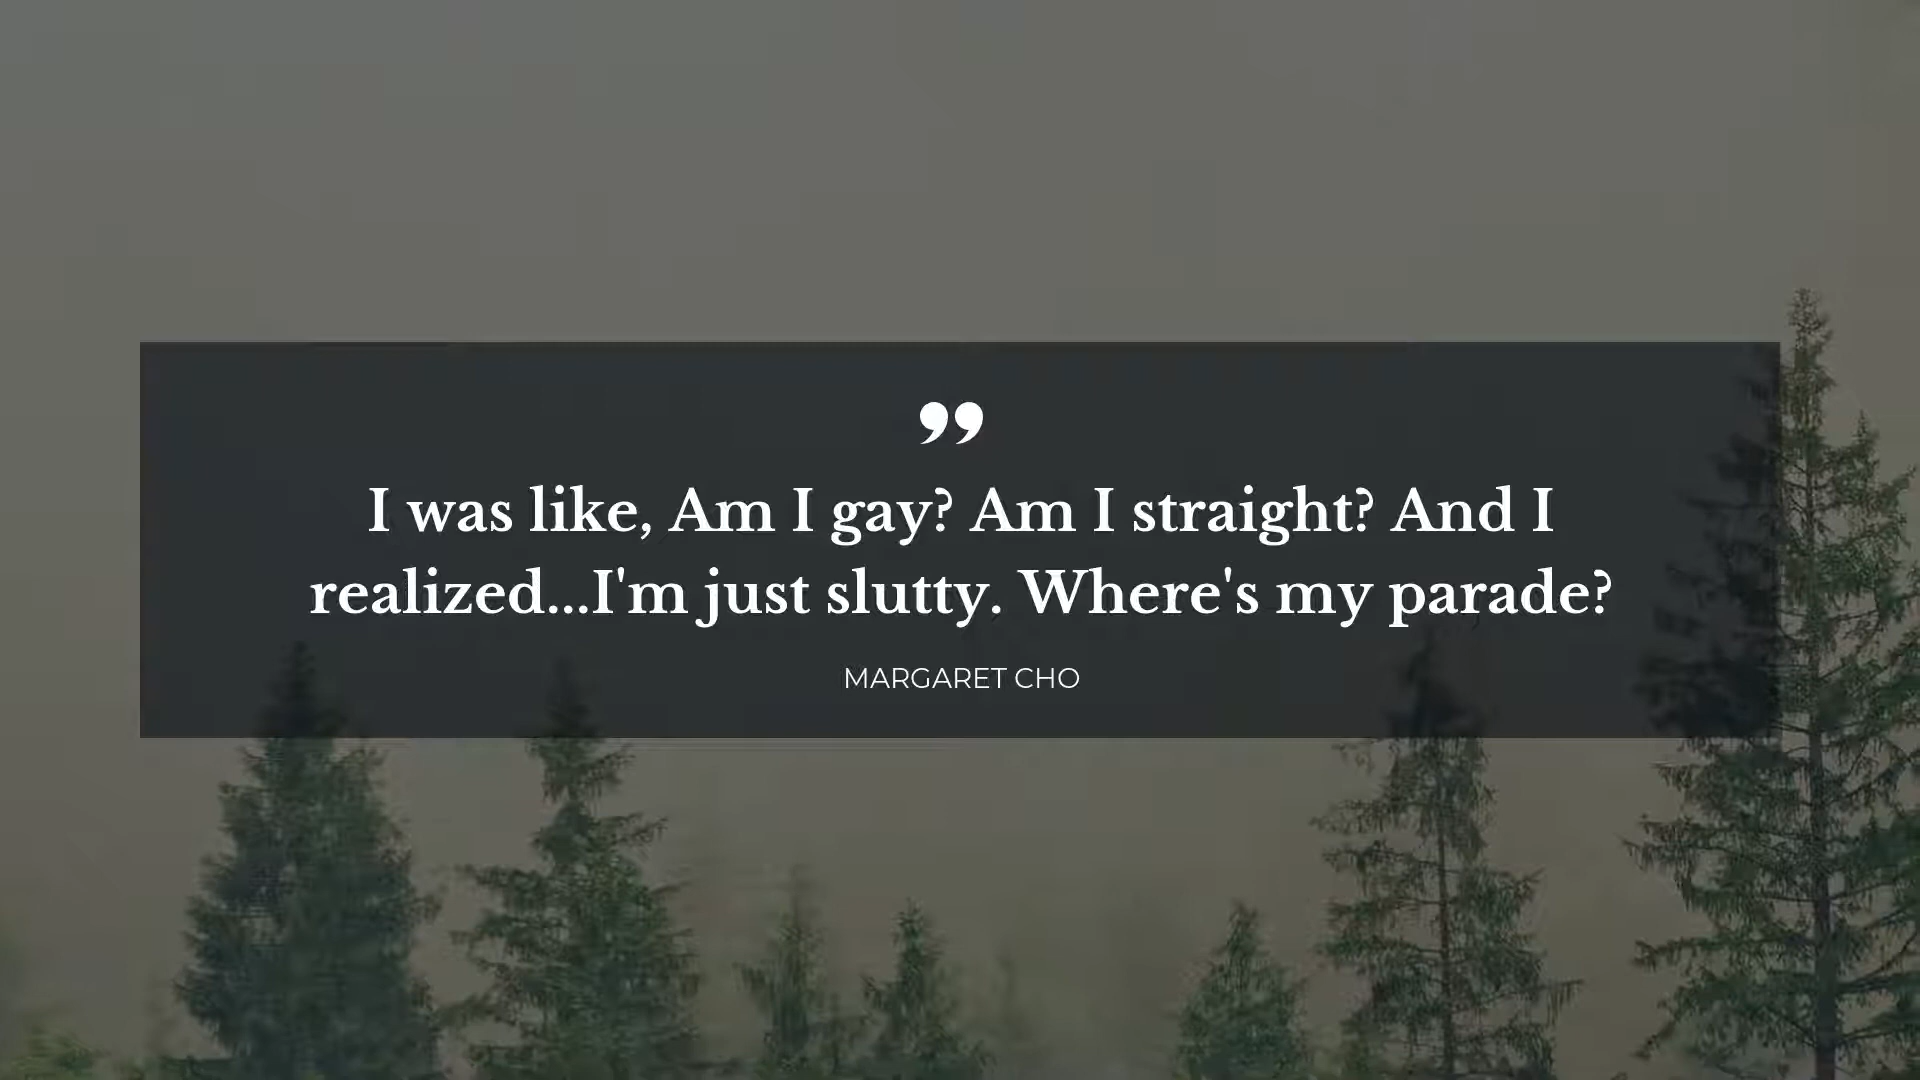 ”
I was like, Am I gay? Am I straight? And I
realized...I'm just slutty. Where's my parade?
MARGARET CHO